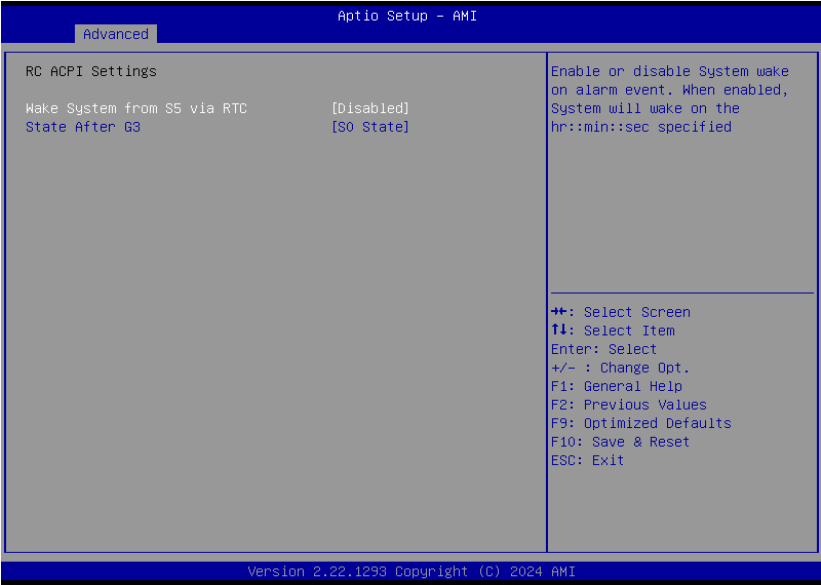 Aptio Setup – AMI
Advanced
RC ACPI Settings
Wake System from S5 via RTC [Disabled]
State After G3 [S0 State]
Enable or disable System wake
on alarm event. When enabled,
System will wake on the
hr::min::sec specified
→←: Select Screen
↑↓: Select Item
Enter: Select
+/- : Change Opt.
F1: General Help
F2: Previous Values
F9: Optimized Defaults
F10: Save & Reset
ESC: Exit
Version 2.22.1293 Copyright (C) 2024 AMI